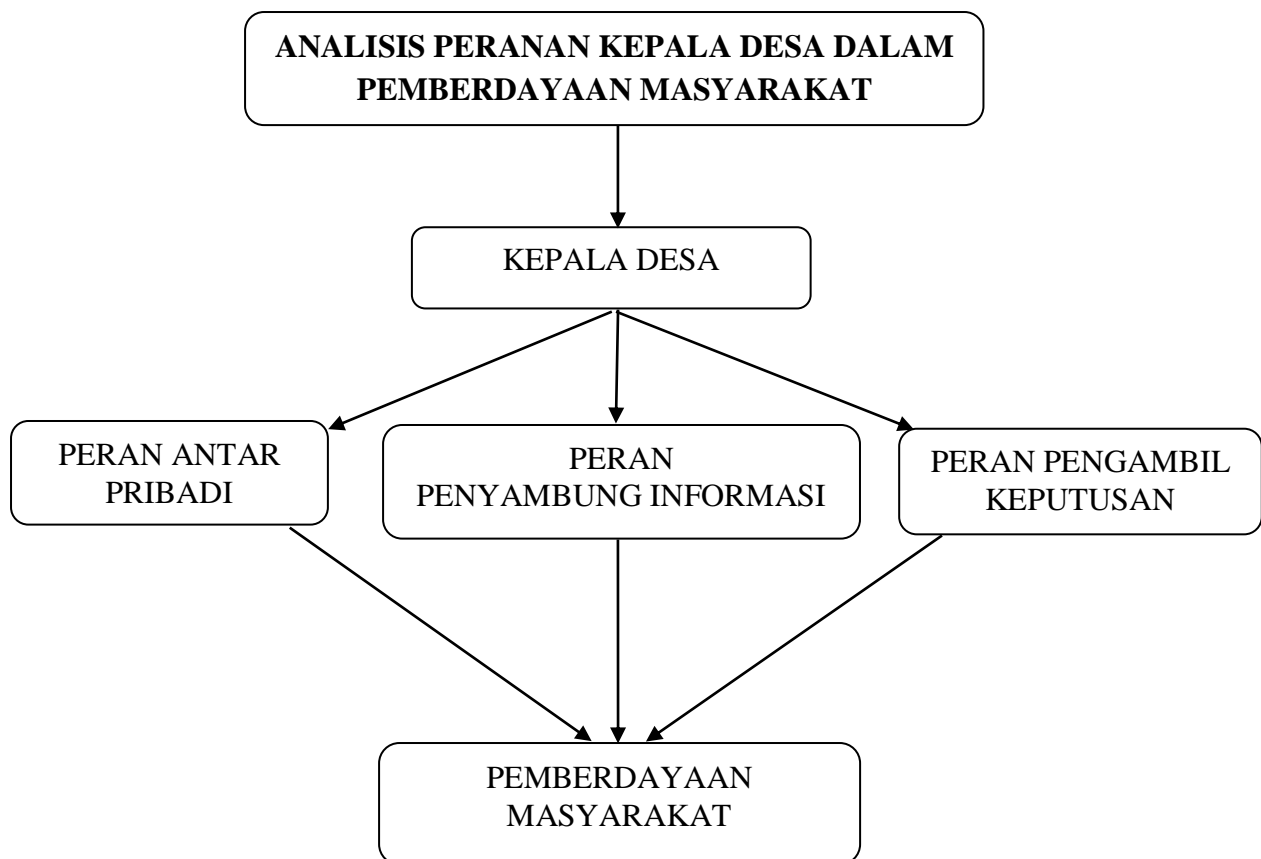 ANALISIS PERANAN KEPALA DESA DALAM
PEMBERDAYAAN MASYARAKAT
KEPALA DESA
PERAN ANTAR
PRIBADI
PERAN
PENYAMBUNG INFORMASI
PERAN PENGAMBIL
KEPUTUSAN
PEMBERDAYAAN
MASYARAKAT